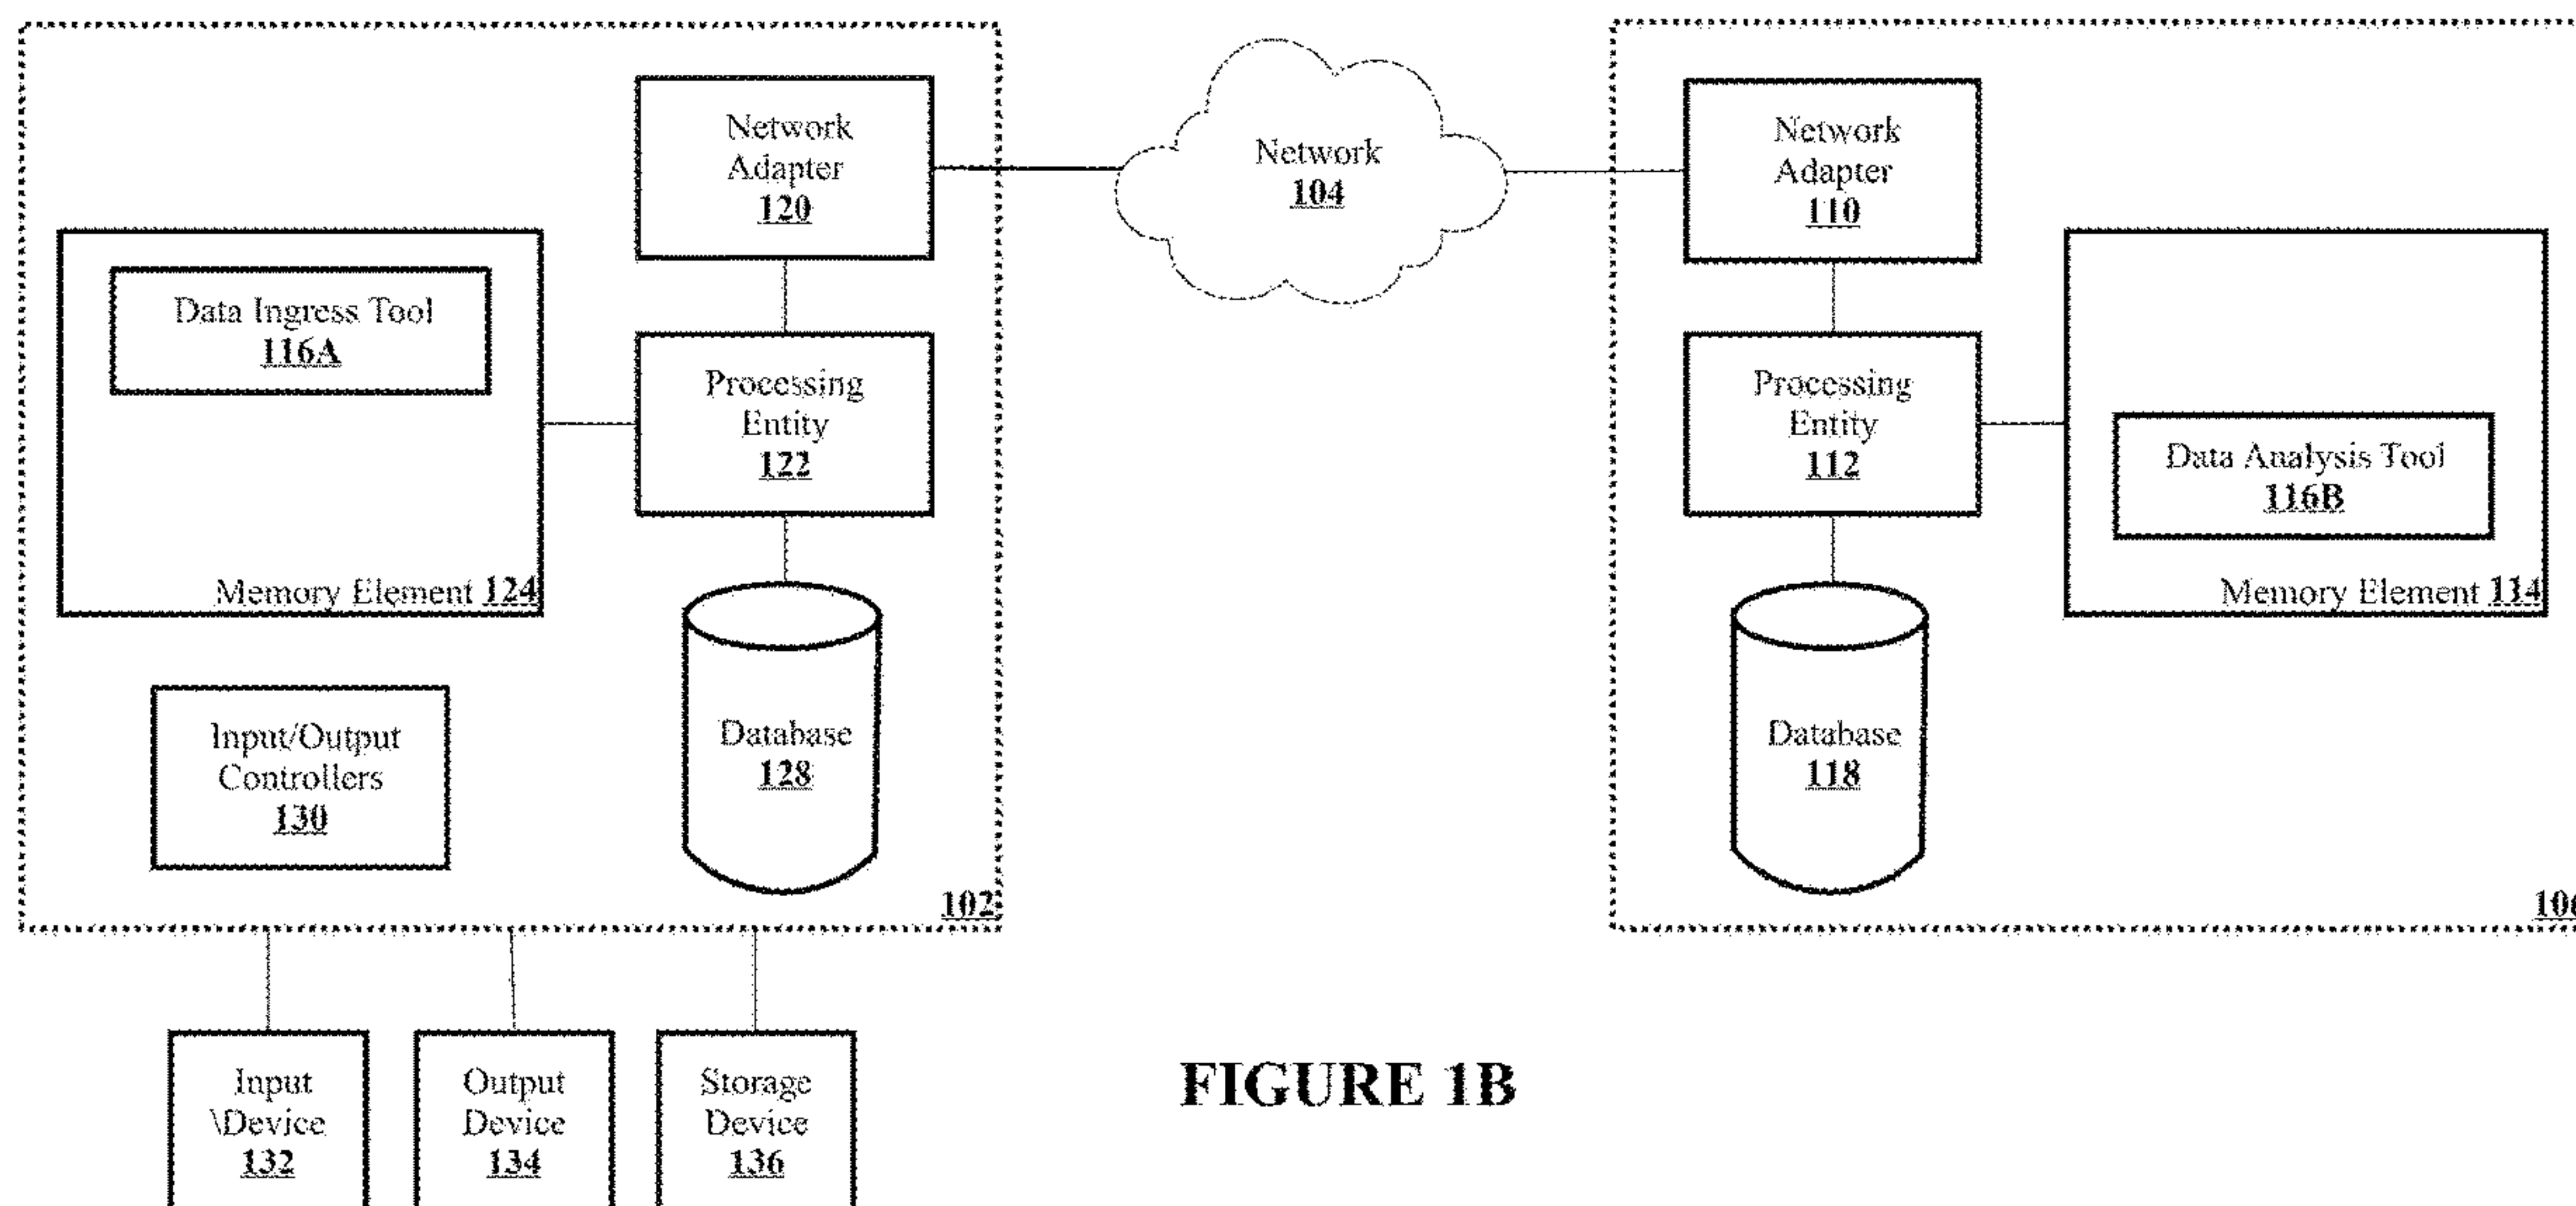 Network
Adapter
120
Data Ingress Tool
116A
Processing
Entity
122
Memory Element 124
Input/Output
Controllers
130
Database
128
102
Network
104
Network
Adapter
110
Processing
Entity
112
Data Analysis Tool
116B
Memory Element 114
Database
118
106
Input
\Device
132
Output
Device
134
Storage
Device
136
FIGURE 1B